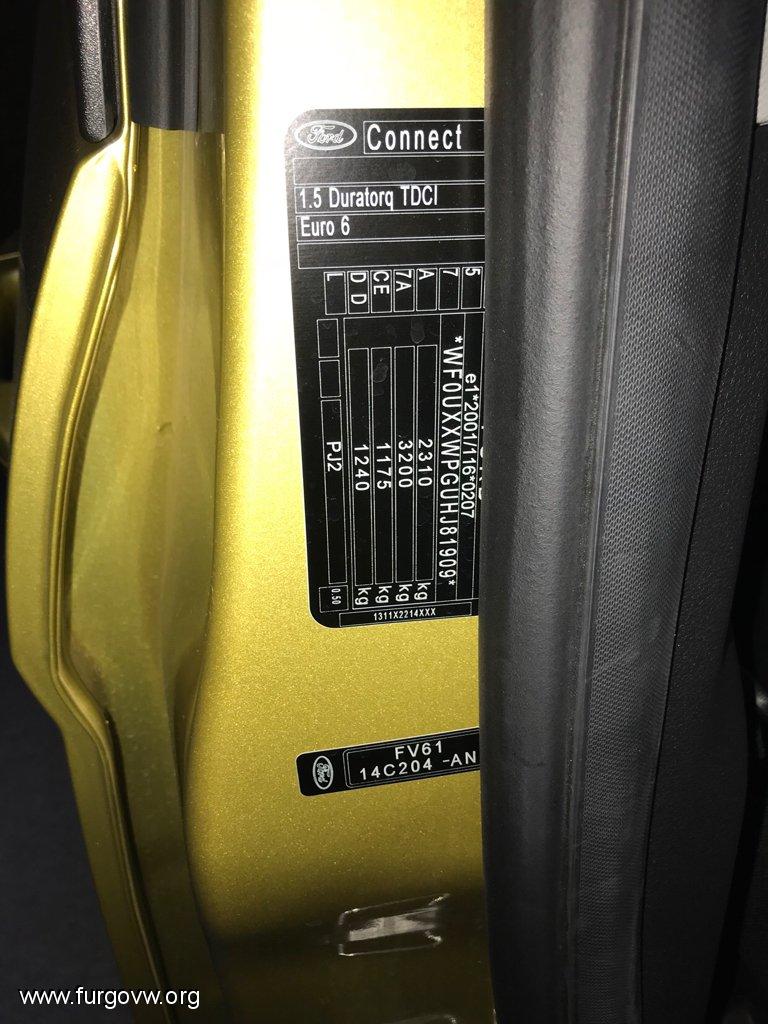 Ford Connect
1.5 Duratorq TDCI
Euro 6
5
7
A
7A
CE
D D
L
e1*2001/116*0207
*WF0UXXWPGUHJ81909*
2310 kg
3200 kg
1175 kg
1240 kg
PJ2 0.50
1311X2214XXX
Ford
FV61
14C204 -AN
www.furgovw.org